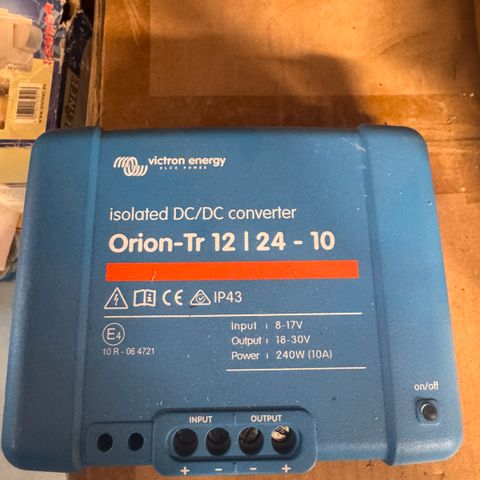 victron energy
BLUE POWER
isolated DC/DC converter
Orion-Tr 12 | 24 - 10
CE IP43
E4
10 R - 06 4721
Input : 8-17V
Output : 18-30V
Power : 240W (10A)
on/off
INPUT OUTPUT
+ - - +